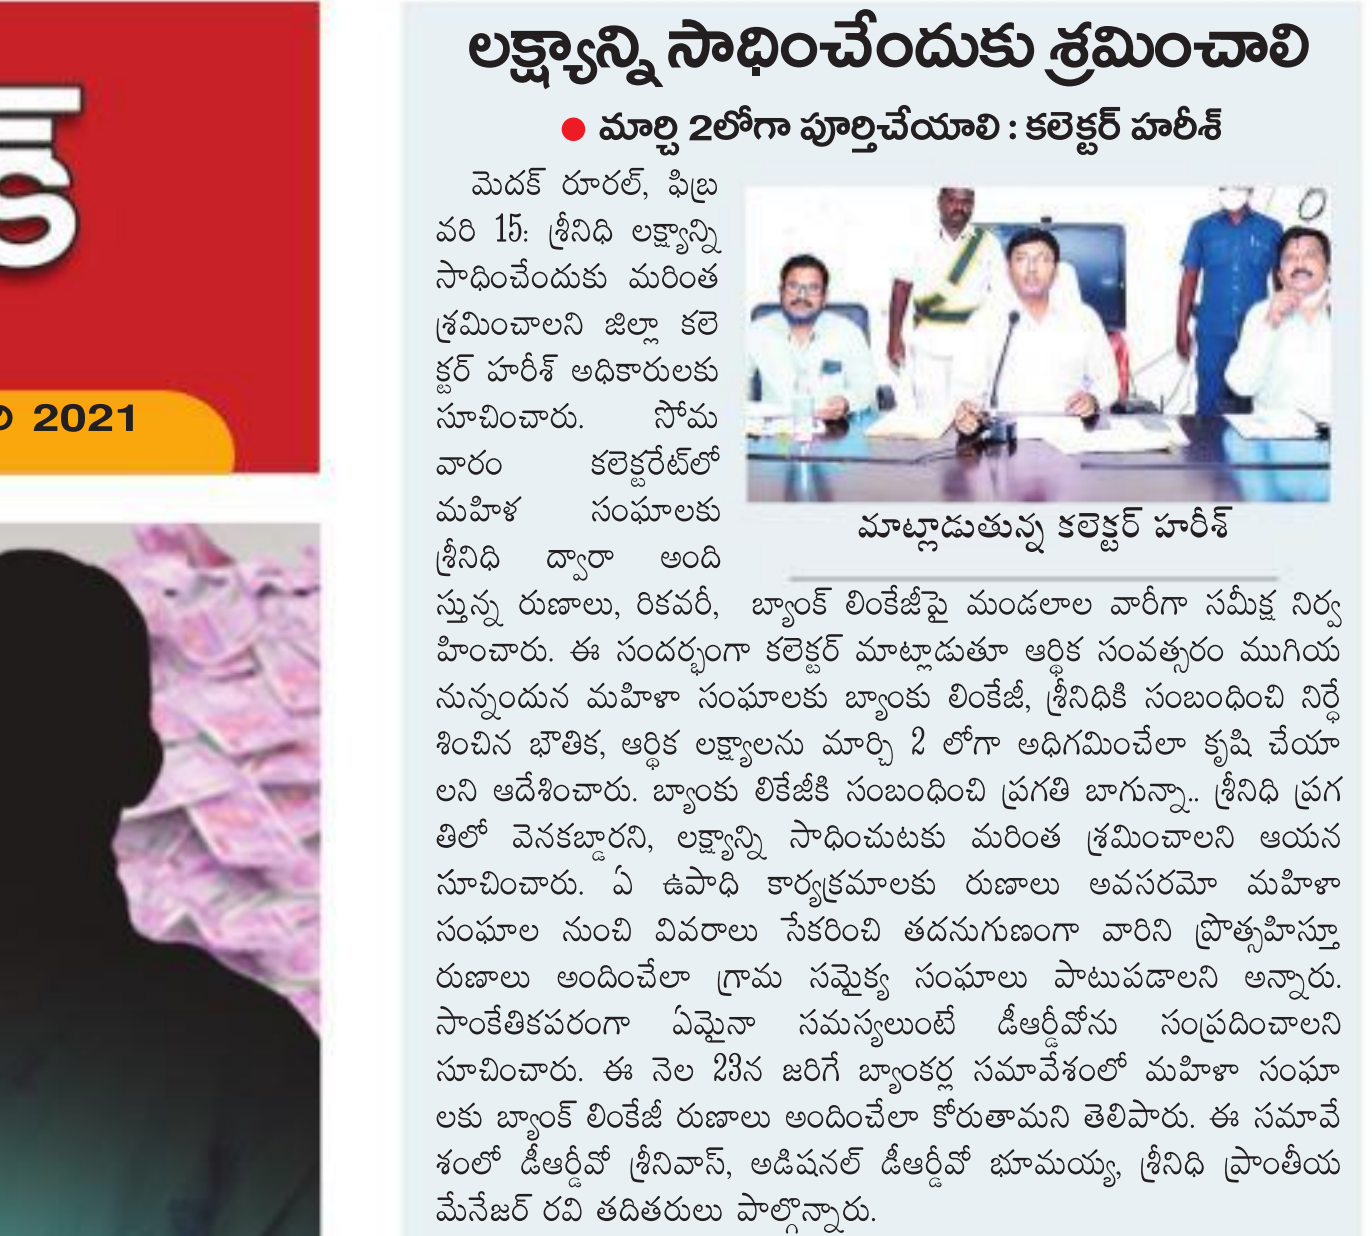 2021
లక్ష్యాన్ని సాధించేందుకు శ్రమించాలి
● మార్చి 2లోగా పూర్తిచేయాలి : కలెక్టర్ హరీశ్
మెదక్ రూరల్, ఫిబ్ర
వరి 15: శ్రీనిధి లక్ష్యాన్ని
సాధించేందుకు మరింత
శ్రమించాలని జిల్లా కలె
క్టర్ హరీశ్ అధికారులకు
సూచించారు. సోమ
వారం కలెక్టరేట్‌లో
మహిళ సంఘాలకు
శ్రీనిధి ద్వారా అంది
స్తున్న రుణాలు, రికవరీ, బ్యాంక్ లింకేజీపై మండలాల వారీగా సమీక్ష నిర్వ
హించారు. ఈ సందర్భంగా కలెక్టర్ మాట్లాడుతూ ఆర్థిక సంవత్సరం ముగియ
నున్నందున మహిళా సంఘాలకు బ్యాంకు లింకేజీ, శ్రీనిధికి సంబంధించి నిర్ధే
శించిన భౌతిక, ఆర్థిక లక్ష్యాలను మార్చి 2 లోగా అధిగమించేలా కృషి చేయా
లని ఆదేశించారు. బ్యాంకు లికేజీకి సంబంధించి ప్రగతి బాగున్నా.. శ్రీనిధి ప్రగ
తిలో వెనకబ్డారని, లక్ష్యాన్ని సాధించుటకు మరింత శ్రమించాలని ఆయన
సూచించారు. ఏ ఉపాధి కార్యక్రమాలకు రుణాలు అవసరమో మహిళా
సంఘాల నుంచి వివరాలు సేకరించి తదనుగుణంగా వారిని ప్రొత్సహిస్తూ
రుణాలు అందించేలా గ్రామ సమైక్య సంఘాలు పాటుపడాలని అన్నారు.
సాంకేతికపరంగా ఏమైనా సమస్యలుంటే డీఆర్డీవోను సంప్రదించాలని
సూచించారు. ఈ నెల 23న జరిగే బ్యాంకర్ల సమావేశంలో మహిళా సంఘా
లకు బ్యాంక్ లింకేజీ రుణాలు అందించేలా కోరుతామని తెలిపారు. ఈ సమావే
శంలో డీఆర్డీవో శ్రీనివాస్, అడిషనల్ డీఆర్డీవో భూమయ్య, శ్రీనిధి ప్రాంతీయ
మేనేజర్ రవి తదితరులు పాల్గొన్నారు.
మాట్లాడుతున్న కలెక్టర్ హరీశ్